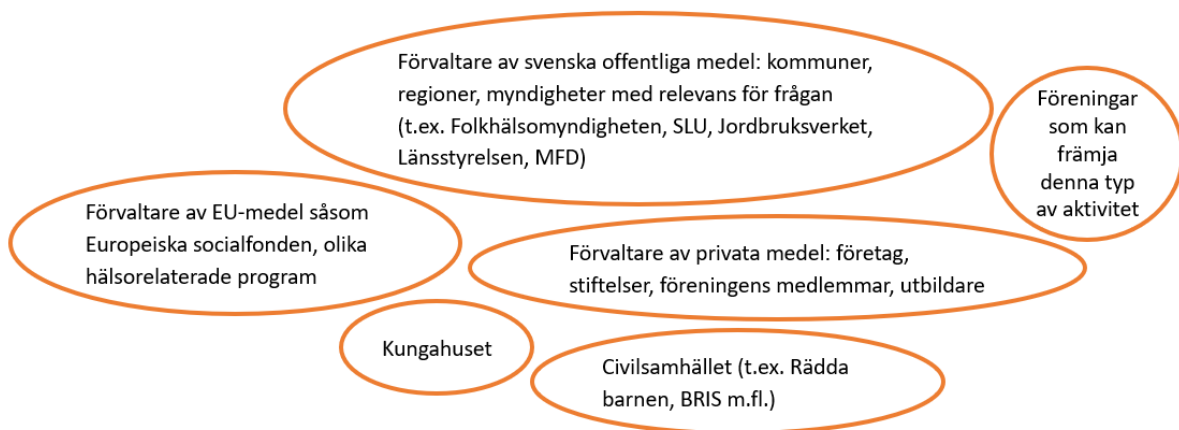 Förvaltare av svenska offentliga medel: kommuner,
regioner, myndigheter med relevans för frågan
(t.ex. Folkhälsomyndigheten, SLU, Jordbruksverket,
Länsstyrelsen, MFD)
Föreningar
som kan
främja
denna typ
av aktivitet
Förvaltare av EU-medel såsom
Europeiska socialfonden, olika
hälsorelaterade program
Förvaltare av privata medel: företag,
stiftelser, föreningens medlemmar, utbildare
Kungahuset
Civilsamhället (t.ex. Rädda
barnen, BRIS m.fl.)